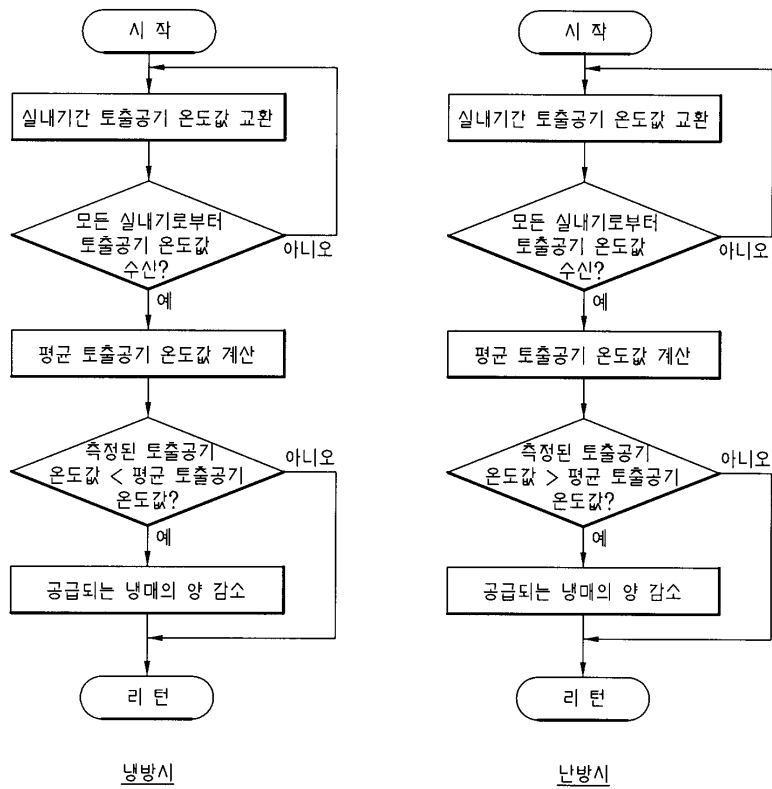 시 작
실내기간 토출공기 온도값 교환
모든 실내기로부터
토출공기 온도값
수신?
아니오
예
평균 토출공기 온도값 계산
측정된 토출공기
온도값 < 평균 토출공기
온도값?
아니오
예
공급되는 냉매의 양 감소
리 턴
냉방시
시 작
실내기간 토출공기 온도값 교환
모든 실내기로부터
토출공기 온도값
수신?
아니오
예
평균 토출공기 온도값 계산
측정된 토출공기
온도값 > 평균 토출공기
온도값?
아니오
예
공급되는 냉매의 양 감소
리 턴
난방시